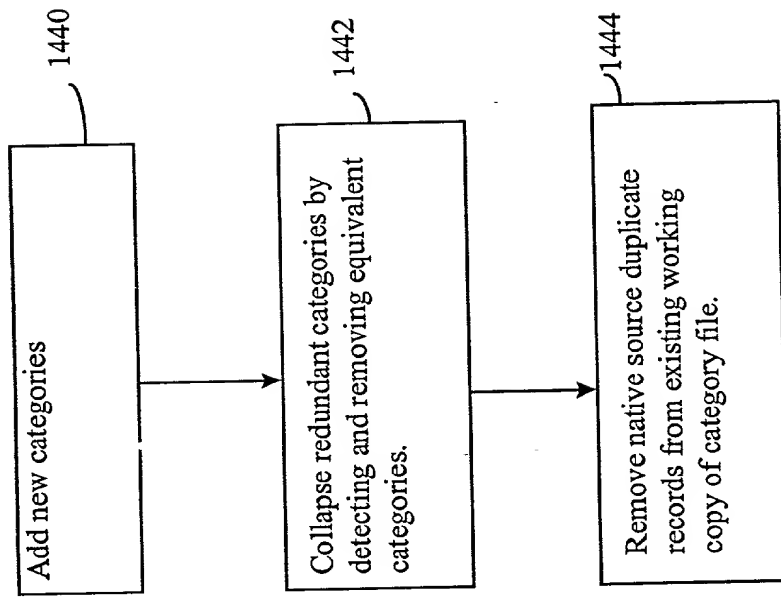 1440
Add new categories
1442
Collapse redundant categories by
detecting and removing equivalent
categories.
1444
Remove native source duplicate
records from existing working
copy of category file.